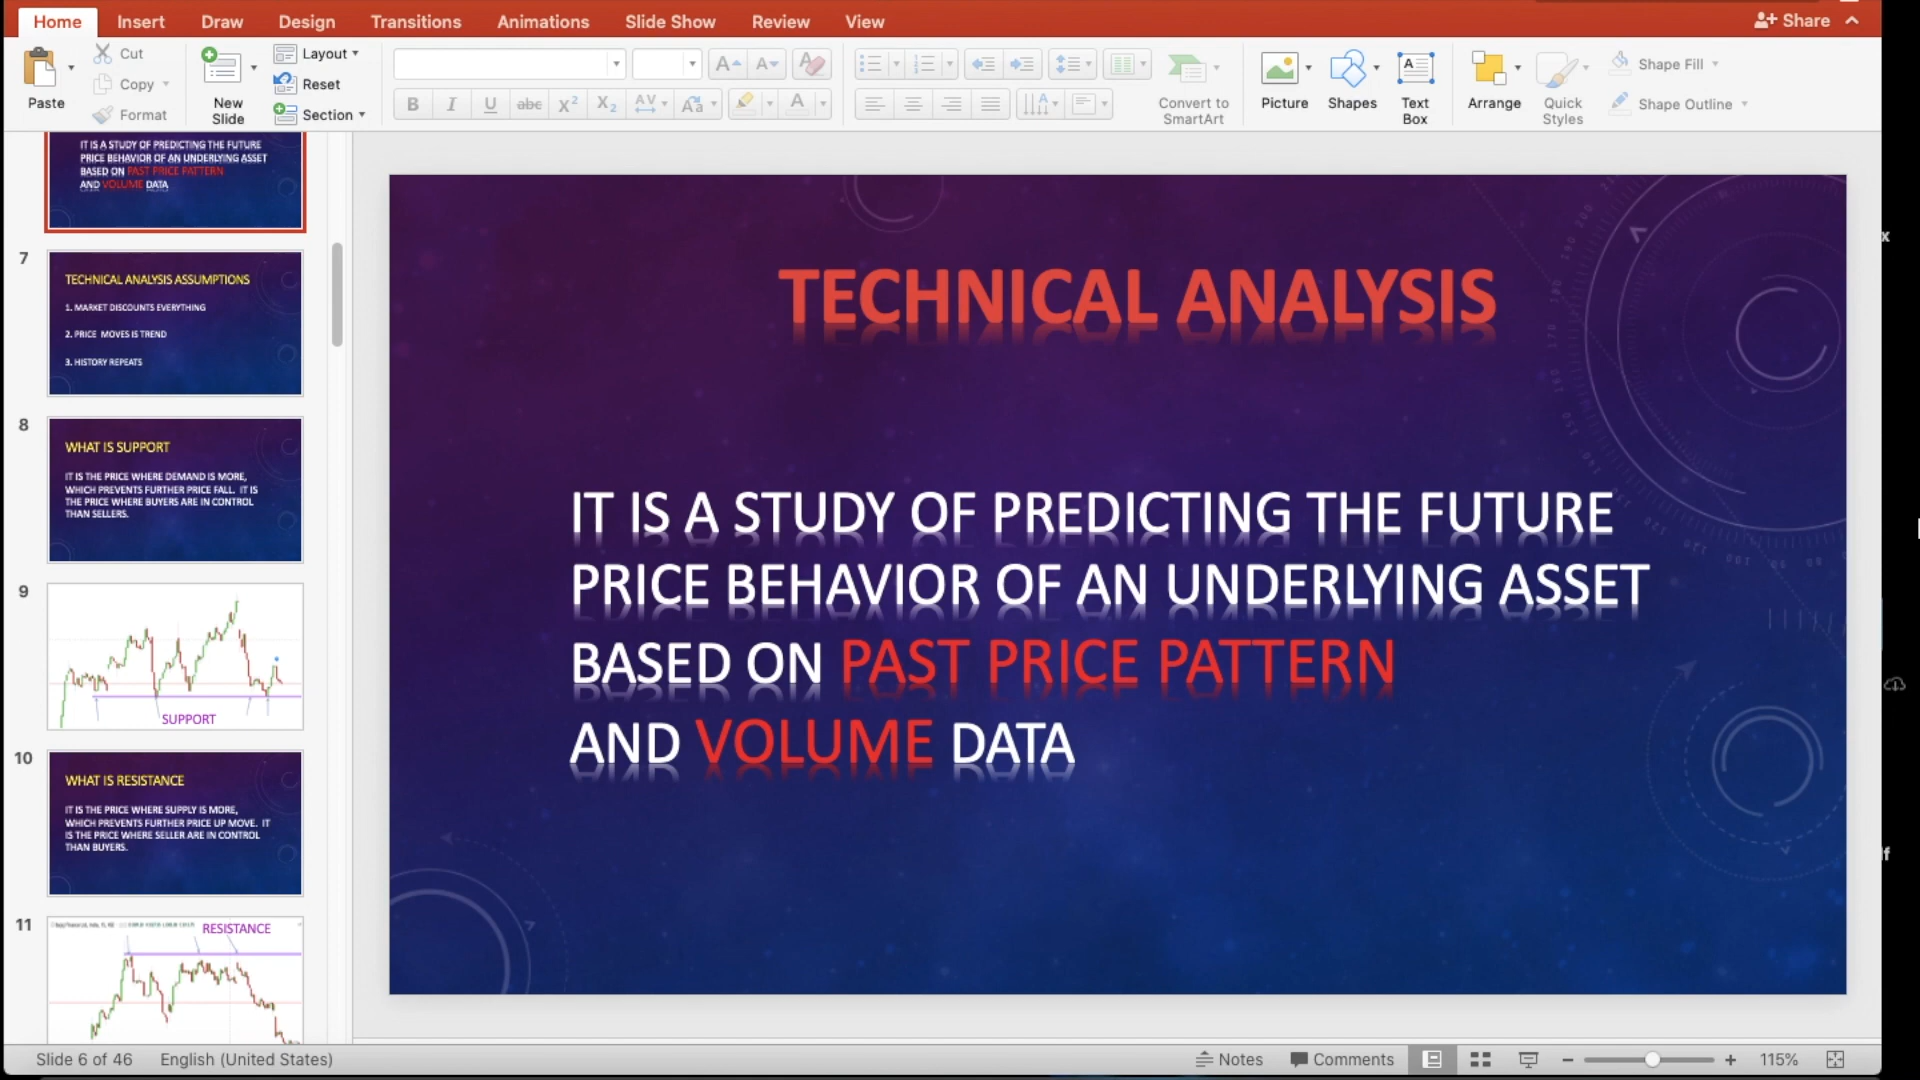 Home Insert Draw Design Transitions Animations Slide Show Review View Share
Paste
Cut
Copy
Format
New
Slide
Layout
Reset
Section
B I U abc X² X₂ AV Aa A
A A A
Convert to
SmartArt
Picture
Shapes
Text
Box
Arrange
Quick
Styles
Shape Fill
Shape Outline
IT IS A STUDY OF PREDICTING THE FUTURE
PRICE BEHAVIOR OF AN UNDERLYING ASSET
BASED ON PAST PRICE PATTERN
AND VOLUME DATA
7
TECHNICAL ANALYSIS ASSUMPTIONS
1. MARKET DISCOUNTS EVERYTHING
2. PRICE MOVES IS TREND
3. HISTORY REPEATS
8
WHAT IS SUPPORT
IT IS THE PRICE WHERE DEMAND IS MORE,
WHICH PREVENTS FURTHER PRICE FALL. IT IS
THE PRICE WHERE BUYERS ARE IN CONTROL
THAN SELLERS.
9
SUPPORT
10
WHAT IS RESISTANCE
IT IS THE PRICE WHERE SUPPLY IS MORE,
WHICH PREVENTS FURTHER PRICE UP MOVE. IT
IS THE PRICE WHERE SELLER ARE IN CONTROL
THAN BUYERS.
11
RESISTANCE
TECHNICAL ANALYSIS
IT IS A STUDY OF PREDICTING THE FUTURE
PRICE BEHAVIOR OF AN UNDERLYING ASSET
BASED ON PAST PRICE PATTERN
AND VOLUME DATA
x
lf
Slide 6 of 46 English (United States) Notes Comments 115%